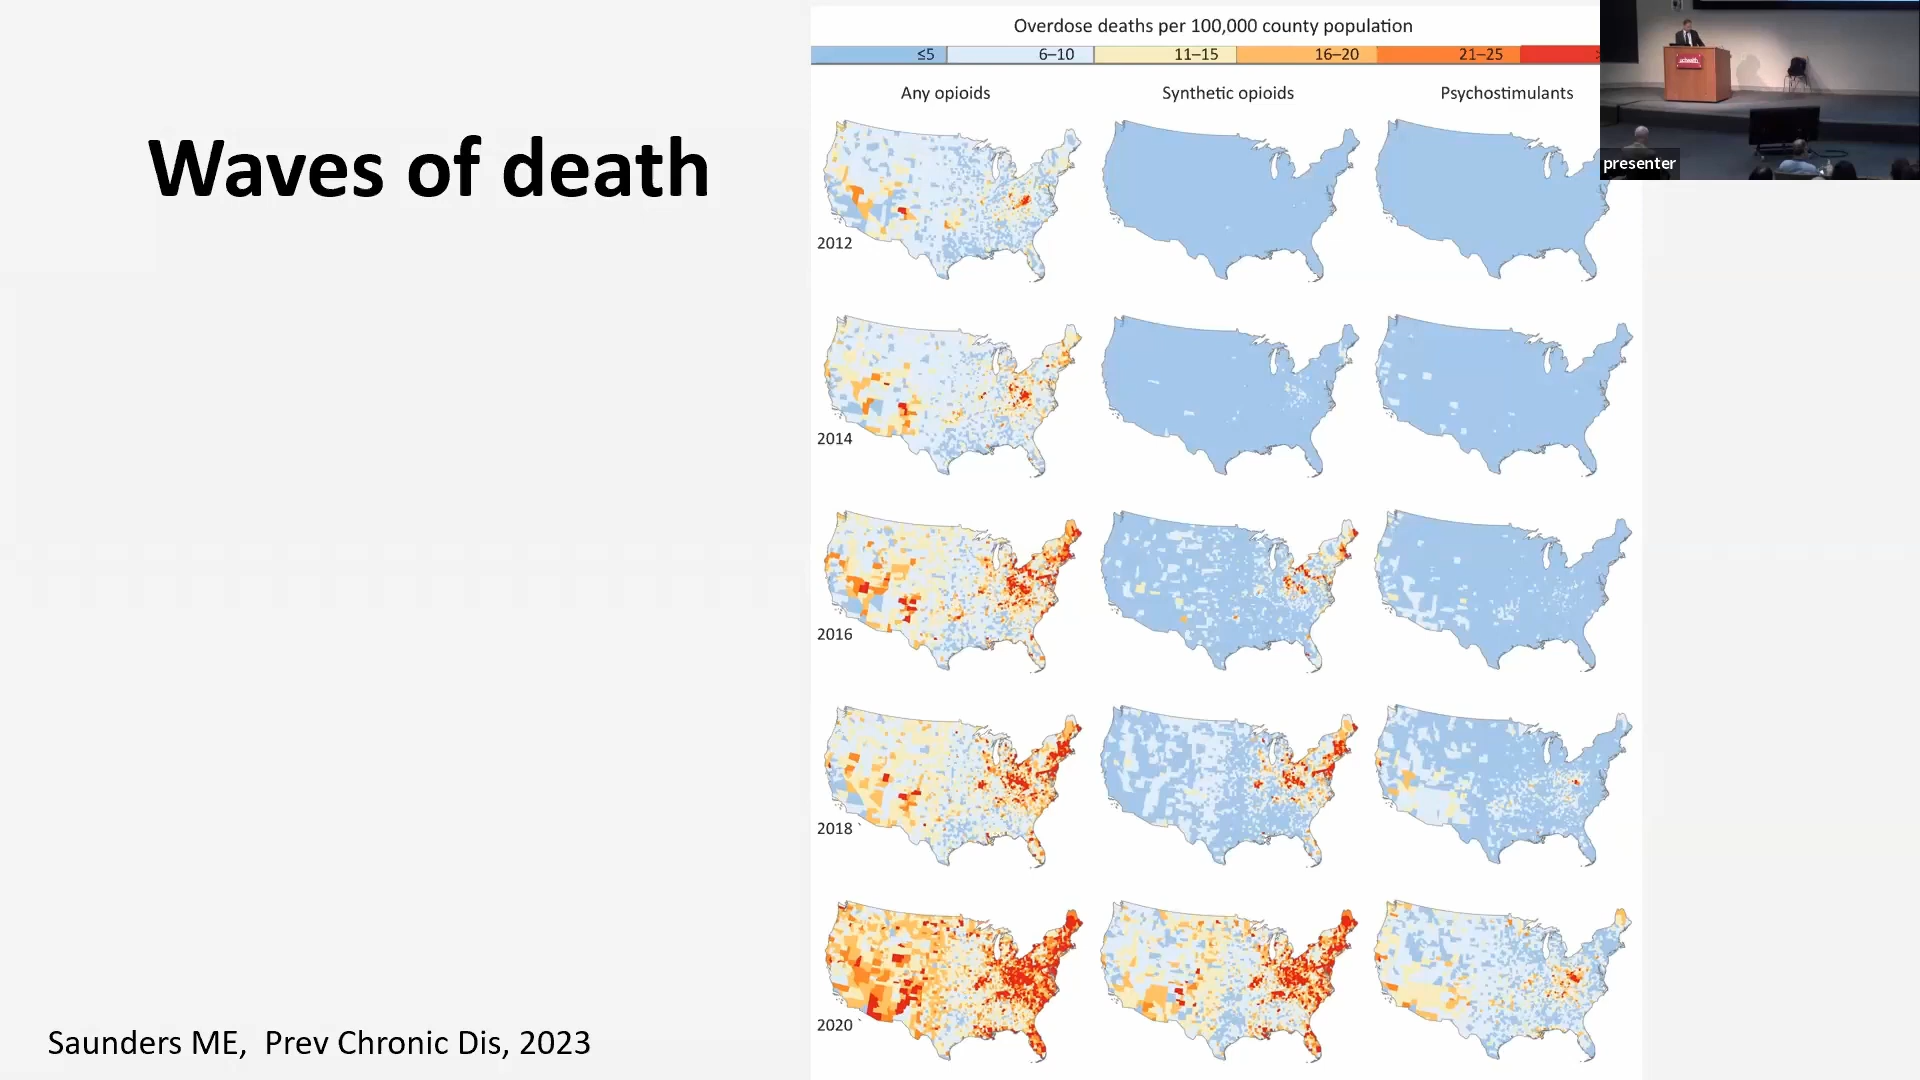 Overdose deaths per 100,000 county population
≤5 6–10 11–15 16–20 21–25
Any opioids Synthetic opioids Psychostimulants
Waves of death
presenter
2012
2014
2016
2018
2020
Saunders ME, Prev Chronic Dis, 2023
uchealth